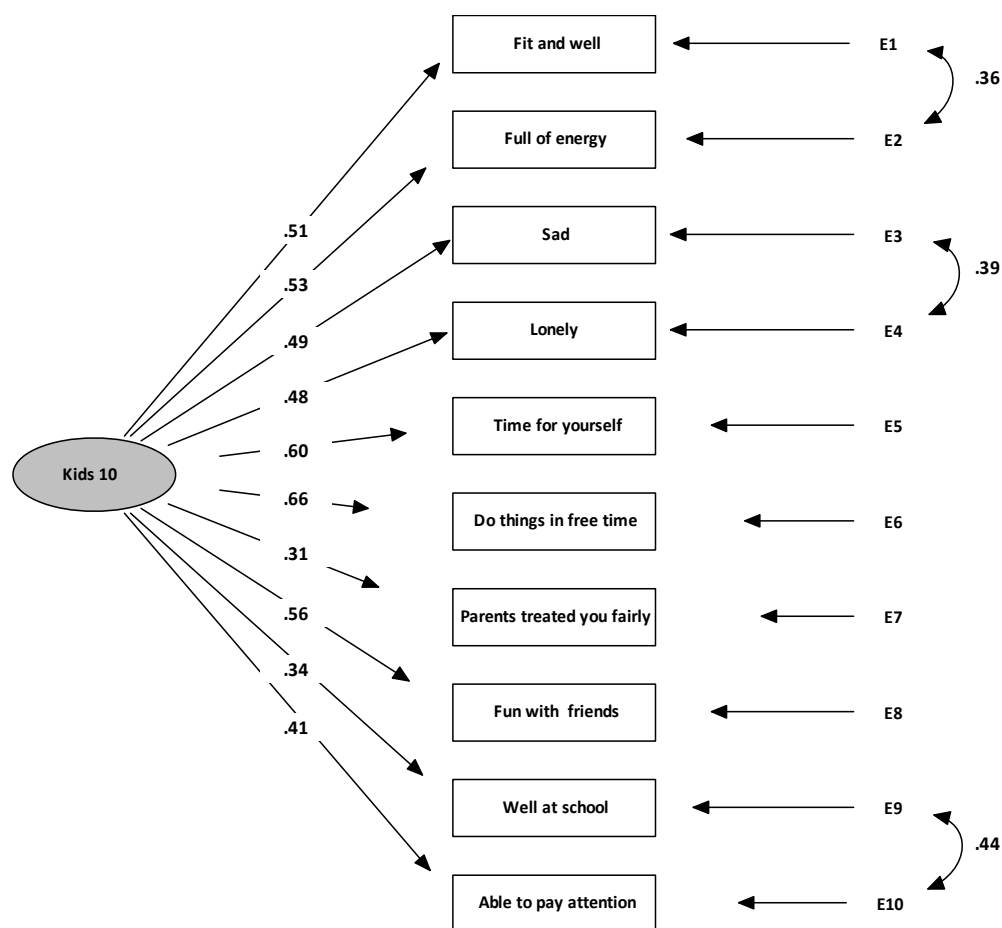 Fit and well
E1
.36
Full of energy
E2
.51
Sad
E3
.39
.53
.49
Lonely
E4
.48
Time for yourself
E5
.60
Kids 10
.66
Do things in free time
E6
.31
.56
Parents treated you fairly
E7
.34
Fun with  friends
E8
.41
Well at school
E9
.44
Able to pay attention
E10